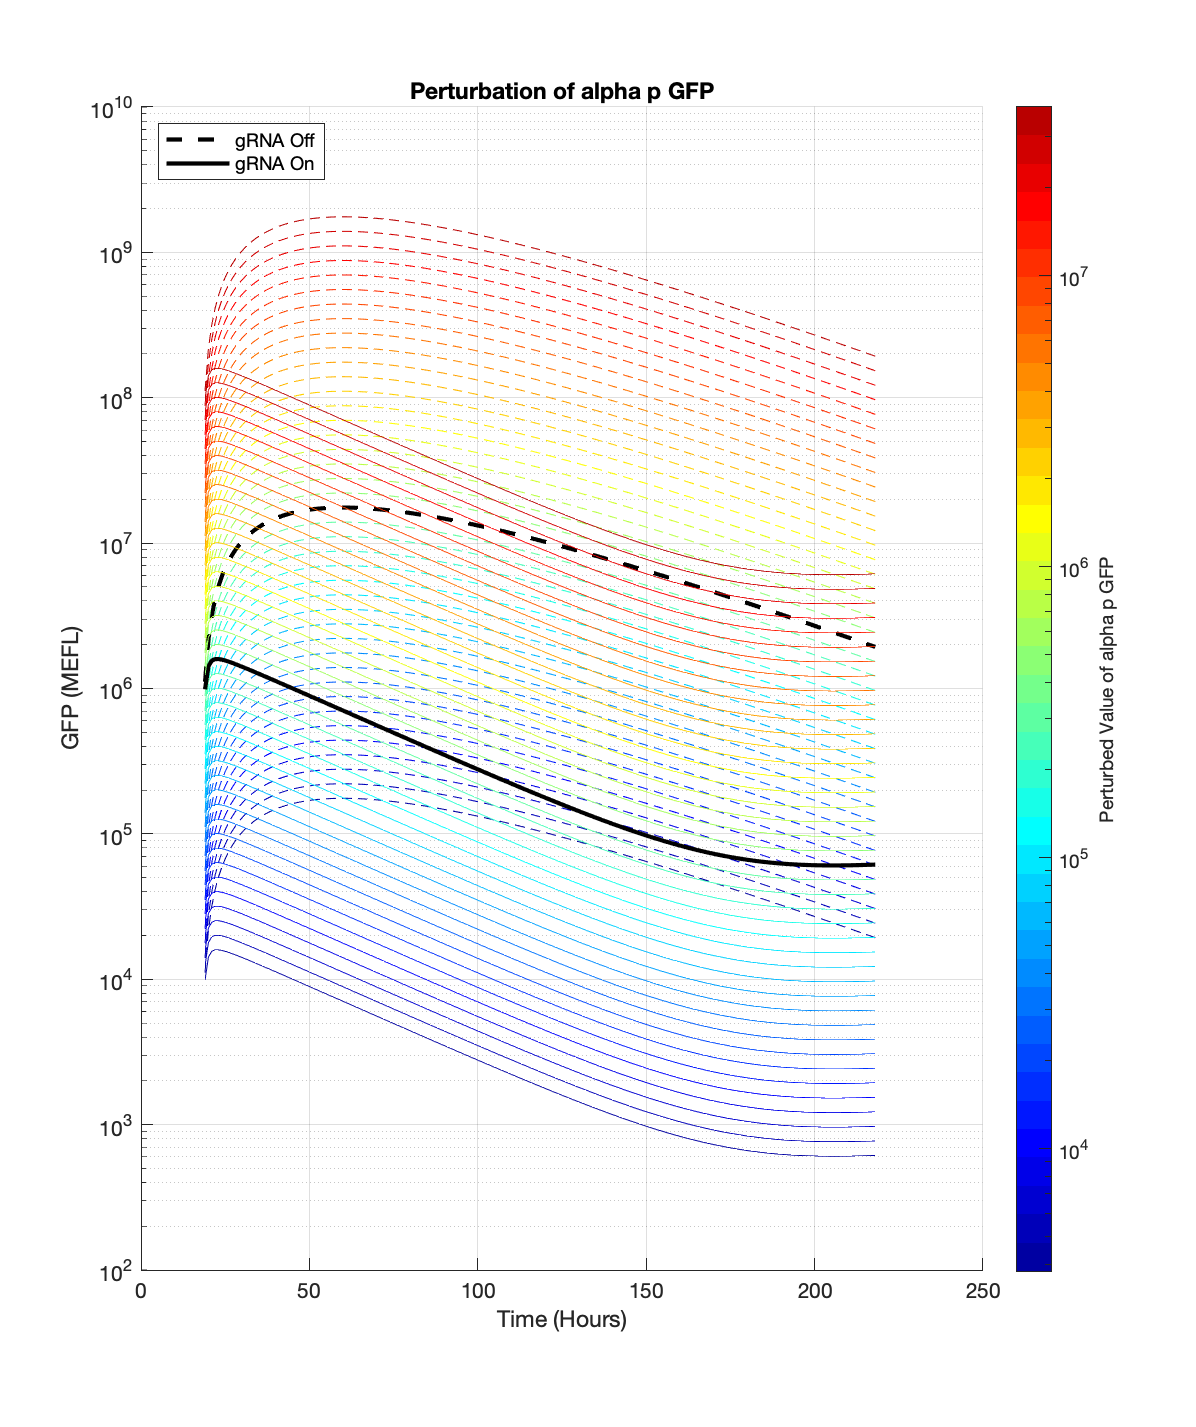 Perturbation of alpha p GFP
gRNA Off
gRNA On
10^10
10^9
10^8
10^7
10^6
10^5
10^4
10^3
10^2
GFP (MEFL)
0 50 100 150 200 250
Time (Hours)
10^7
10^6
10^5
10^4
Perturbed Value of alpha p GFP